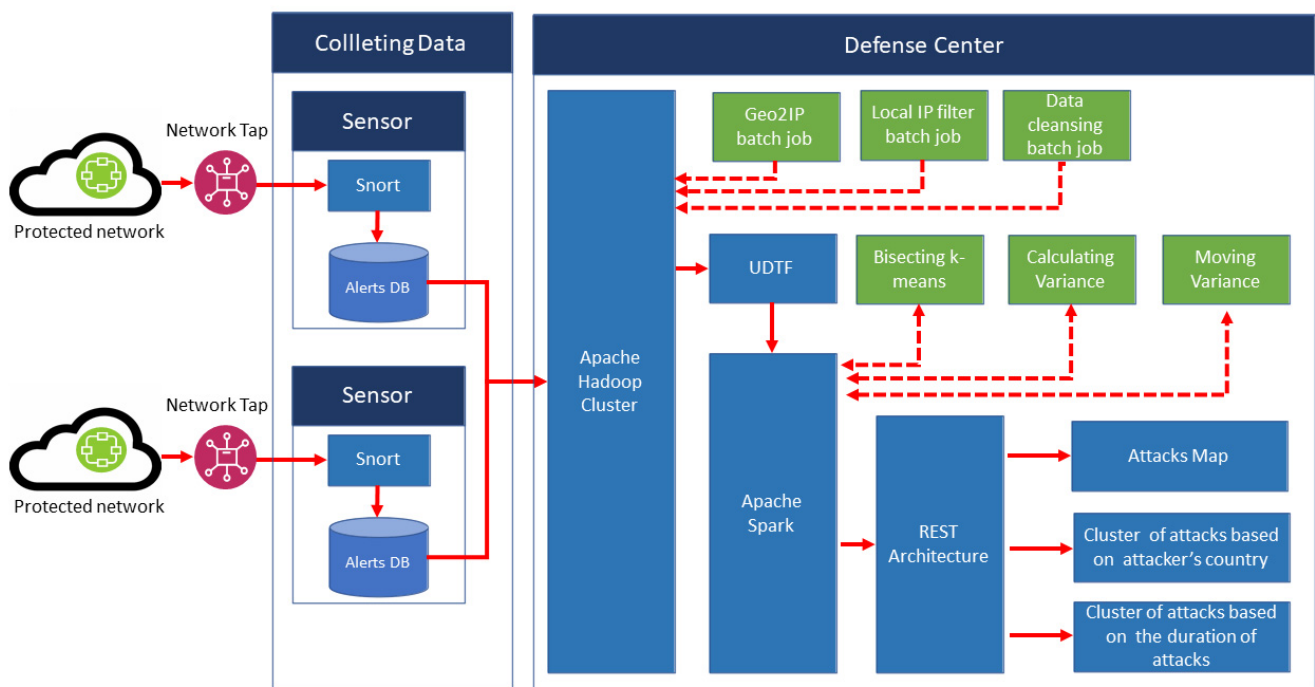 Collleting Data
Defense Center
Network Tap
Protected network
Sensor
Snort
Alerts DB
Network Tap
Protected network
Sensor
Snort
Alerts DB
Apache
Hadoop
Cluster
Geo2IP
batch job
Local IP filter
batch job
Data
cleansing
batch job
UDTF
Bisecting k-
means
Calculating
Variance
Moving
Variance
Apache
Spark
REST
Architecture
Attacks Map
Cluster of attacks based
on attacker’s country
Cluster of attacks based
on the duration of
attacks